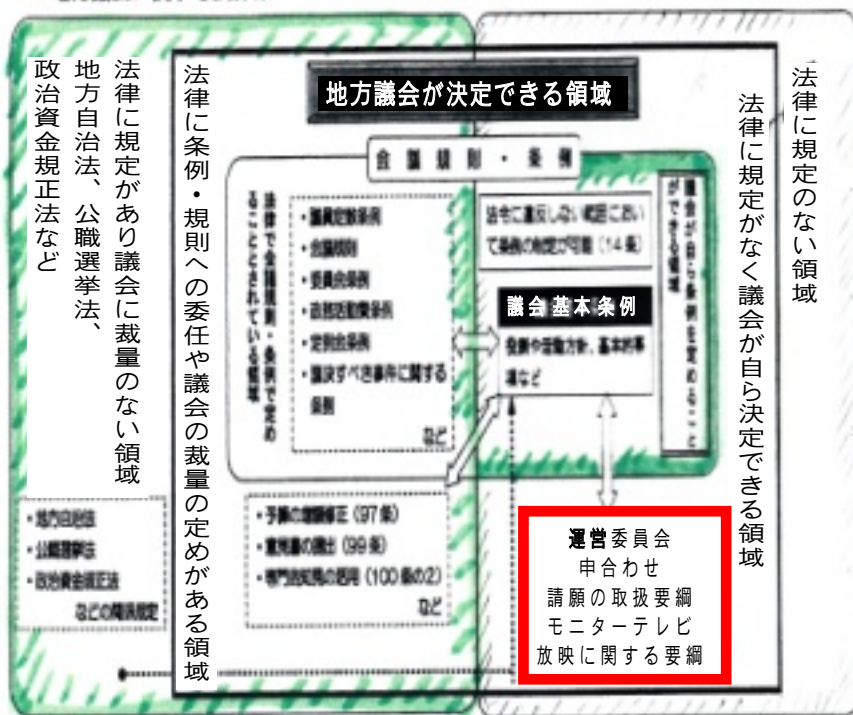 法律に規定があり議会に裁量のない領域
地方自治法、公職選挙法、
政治資金規正法など
法律に条例・規則への委任や議会の裁量の定めがある領域
地方議会が決定できる領域
法律に規定のない領域
法律に規定がなく議会が自ら決定できる領域
会議規則・条例
法律で会議規則・条例で定め
ることとされている領域
・議員定数条例
・会議規則
・委員会条例
・政務活動費条例
・定例会条例
・議決すべき事件に関する
条例
など
法令に違反しない範囲におい
て条例の制定が可能（14条）
議会が自ら条例を定めること
ができる領域
議会基本条例
役割や活動方針、基本的事
項など
・地方自治法
・公職選挙法
・政治資金規正法
などの関係規定
・予算の増額修正（97条）
・意見書の提出（99条）
・専門的知見の活用（100条の2）
など
運営委員会
申合わせ
請願の取扱要綱
モニターテレビ
放映に関する要綱